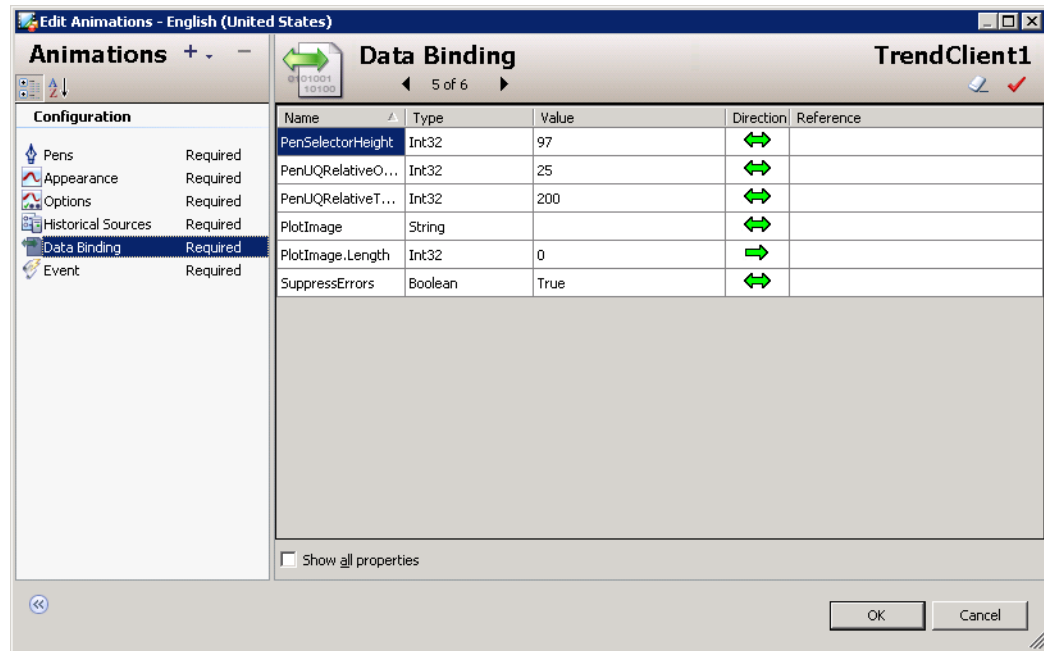 Edit Animations - English (United States)
Animations
Data Binding
TrendClient1
5 of 6
Configuration
Pens Required
Appearance Required
Options Required
Historical Sources Required
Data Binding Required
Event Required
Name Type Value Direction Reference
PenSelectorHeight Int32 97
PenUQRelativeO... Int32 25
PenUQRelativeT... Int32 200
PlotImage String
PlotImage.Length Int32 0
SuppressErrors Boolean True
Show all properties
OK Cancel